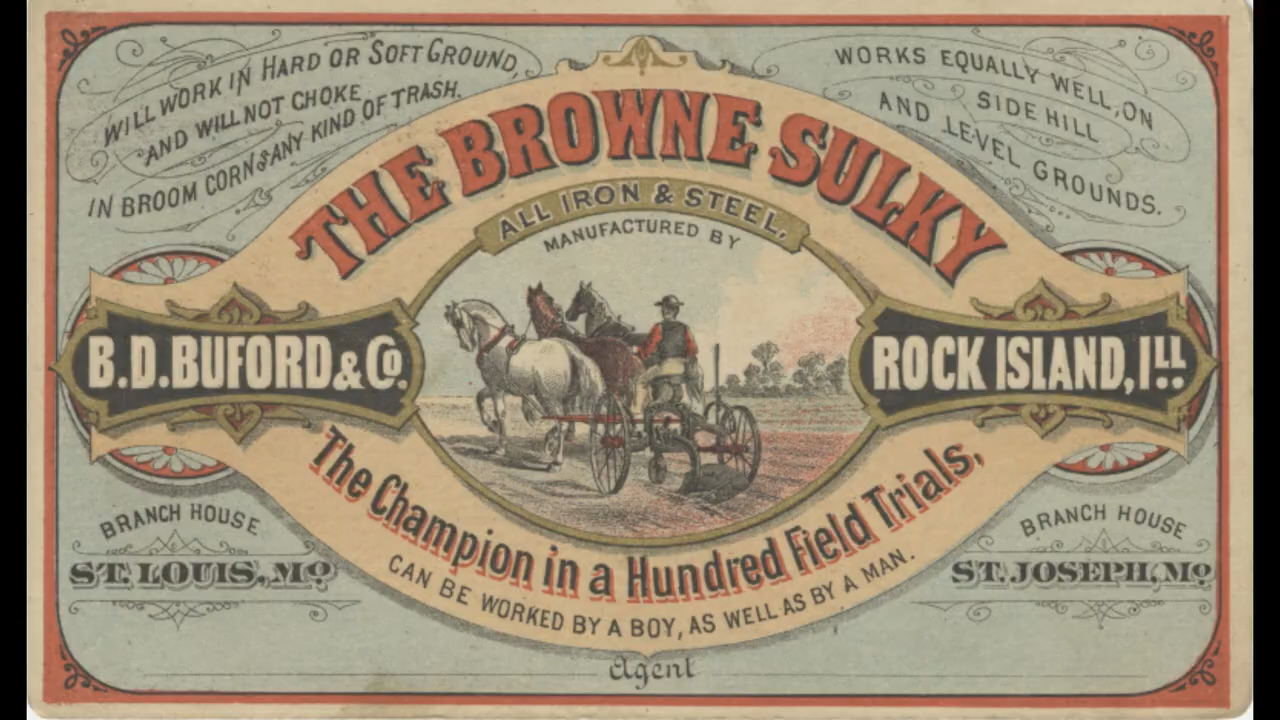 WILL WORK IN HARD OR SOFT GROUND,
AND WILL NOT CHOKE
IN BROOM CORN & ANY KIND OF TRASH.
WORKS EQUALLY WELL, ON
SIDE HILL
AND LEVEL GROUNDS.
THE BROWNE SULKY
ALL IRON & STEEL,
MANUFACTURED BY
B.D. BUFORD & Co.
ROCK ISLAND, Ill.
The Champion in a Hundred Field Trials,
CAN BE WORKED BY A BOY, AS WELL AS BY A MAN.
BRANCH HOUSE
ST. LOUIS, Mo
BRANCH HOUSE
ST. JOSEPH, Mo
Agent